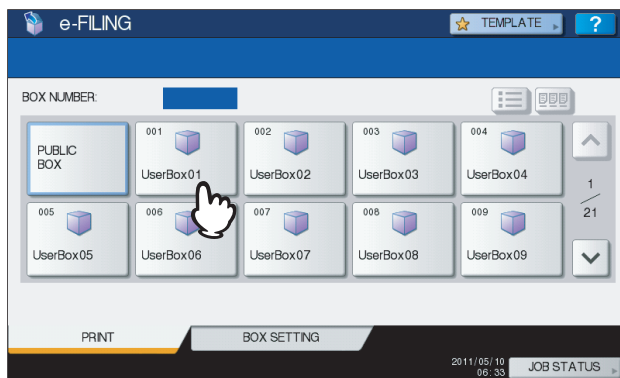 e-FILING
TEMPLATE
?
BOX NUMBER:
PUBLIC
BOX
001
UserBox01
002
UserBox02
003
UserBox03
004
UserBox04
1
21
005
UserBox05
006
UserBox06
007
UserBox07
008
UserBox08
009
UserBox09
PRINT
BOX SETTING
2011/05/10
06:33
JOB STATUS